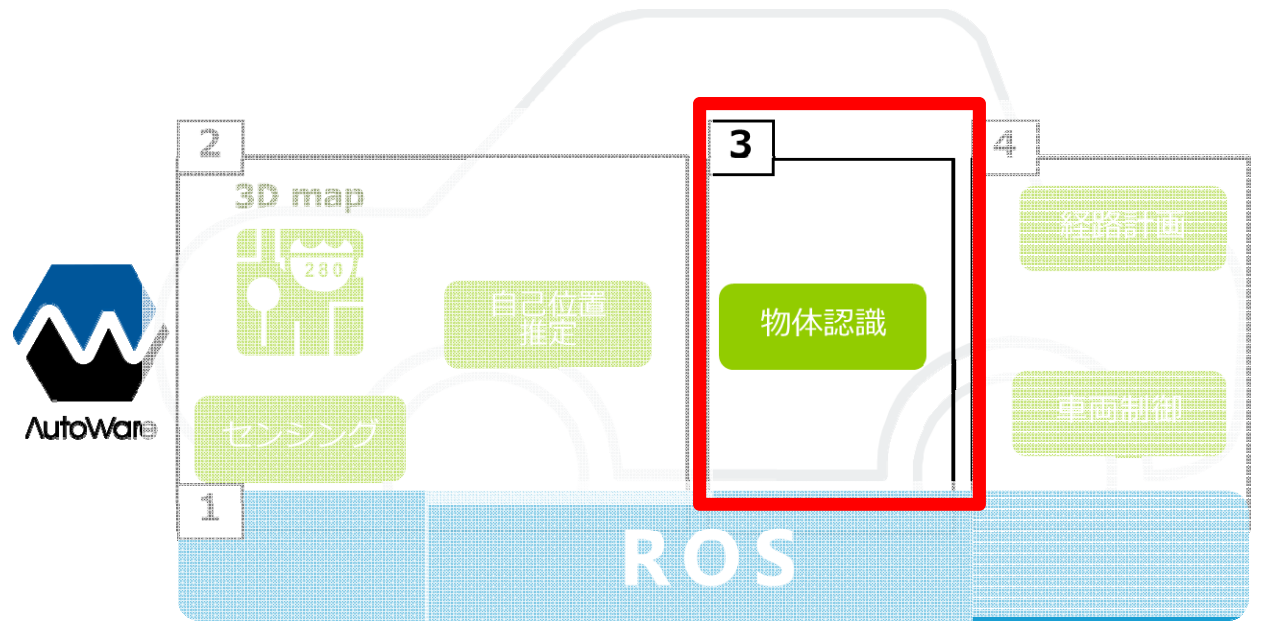 2
3
4
3D map
経路計画
280
自己位置
推定
物体認識
AutoWare
センシング
車両制御
1
ROS